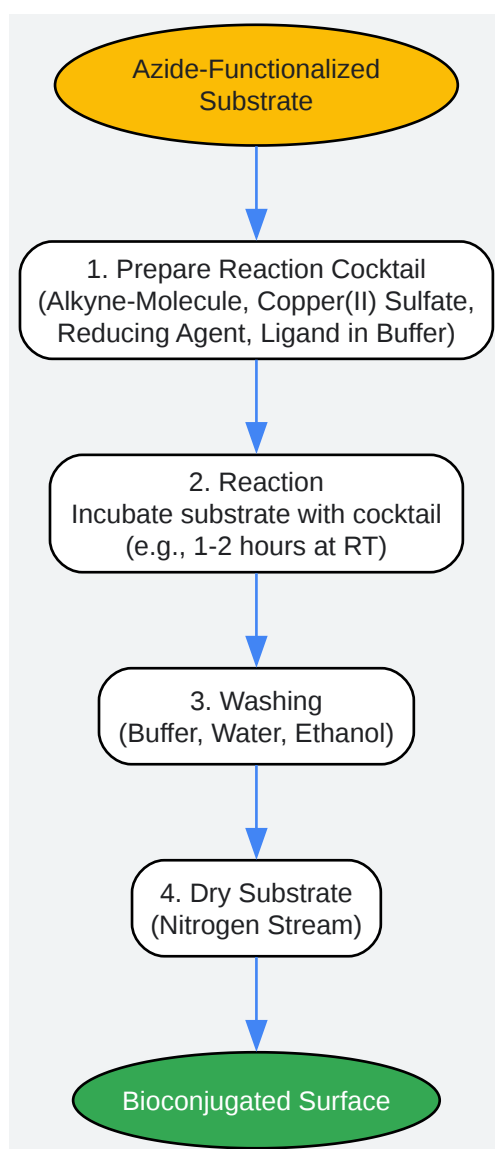 Azide-Functionalized
Substrate
1. Prepare Reaction Cocktail
(Alkyne-Molecule, Copper(II) Sulfate,
Reducing Agent, Ligand in Buffer)
2. Reaction
Incubate substrate with cocktail
(e.g., 1-2 hours at RT)
3. Washing
(Buffer, Water, Ethanol)
4. Dry Substrate
(Nitrogen Stream)
Bioconjugated Surface